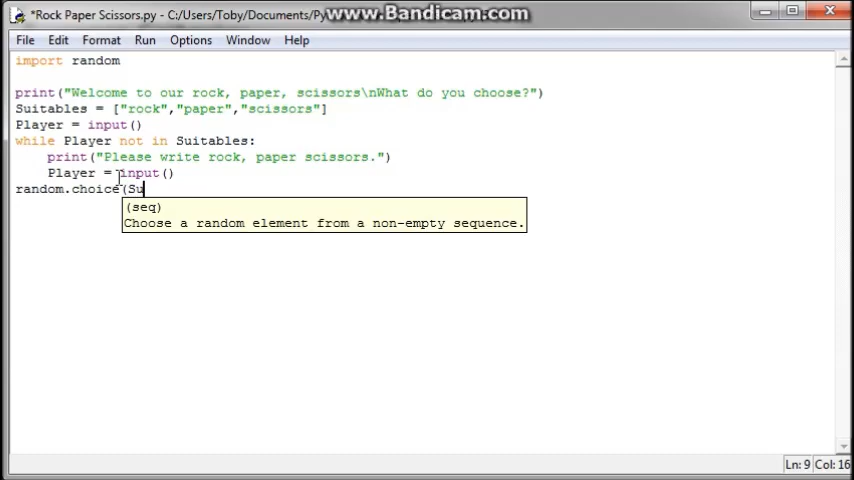 *Rock Paper Scissors.py - C:/Users/Toby/Documents/Py
www.Bandicam.com
File Edit Format Run Options Window Help
import random
print("Welcome to our rock, paper, scissors\nWhat do you choose?")
Suitables = ["rock","paper","scissors"]
Player = input()
while Player not in Suitables:
    print("Please write rock, paper scissors.")
    Player = input()
random.choice(Su
(seq)
Choose a random element from a non-empty sequence.
Ln: 9 Col: 16